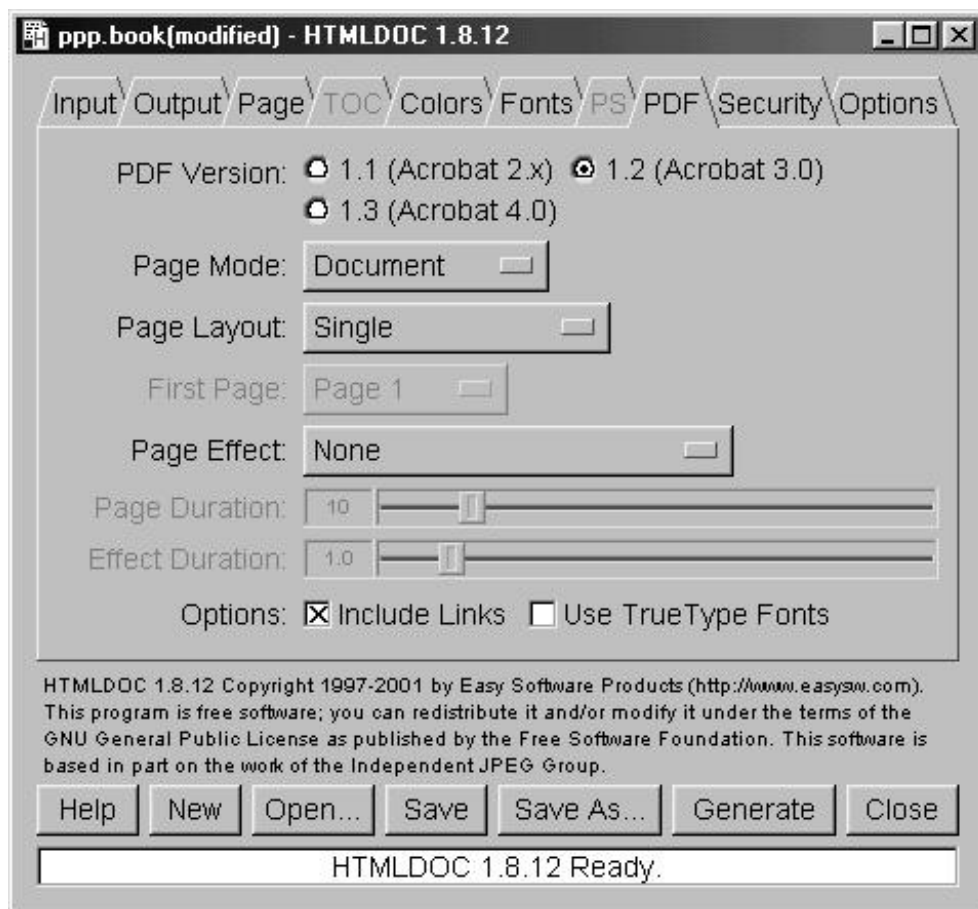 ppp.book(modified) - HTMLDOC 1.8.12
Input Output Page TOC Colors Fonts PS PDF Security Options
PDF Version: 1.1 (Acrobat 2.x) 1.2 (Acrobat 3.0)
1.3 (Acrobat 4.0)
Page Mode: Document
Page Layout: Single
First Page: Page 1
Page Effect: None
Page Duration: 10
Effect Duration: 1.0
Options: Include Links Use TrueType Fonts
HTMLDOC 1.8.12 Copyright 1997-2001 by Easy Software Products (http://www.easysw.com).
This program is free software; you can redistribute it and/or modify it under the terms of the
GNU General Public License as published by the Free Software Foundation. This software is
based in part on the work of the Independent JPEG Group.
Help New Open... Save Save As... Generate Close
HTMLDOC 1.8.12 Ready.